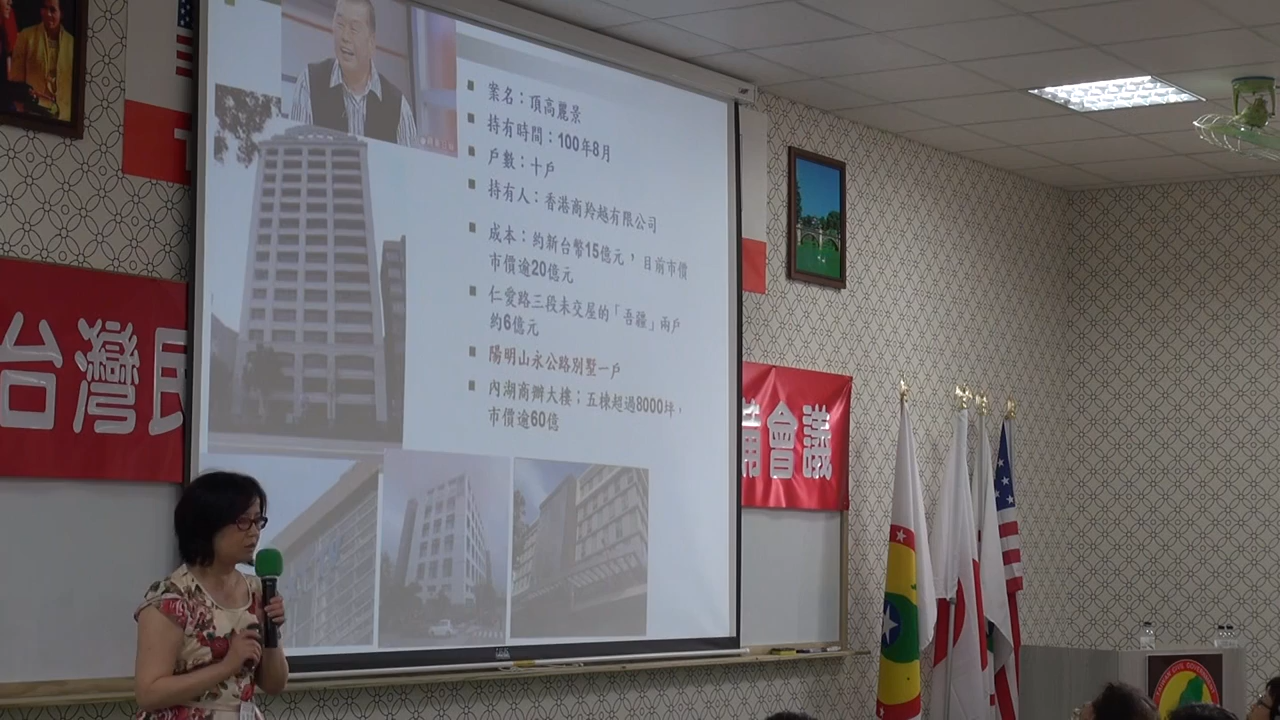 案名：頂高麗景
持有時間：100年8月
戶數：十戶
持有人：香港商羚越有限公司
成本：約新台幣15億元，目前市價
市價逾20億元
仁愛路三段未交屋的「吾疆」兩戶
約6億元
陽明山永公路別墅一戶
內湖商辦大樓；五棟超過8000坪，
市價逾60億
台灣民
會議